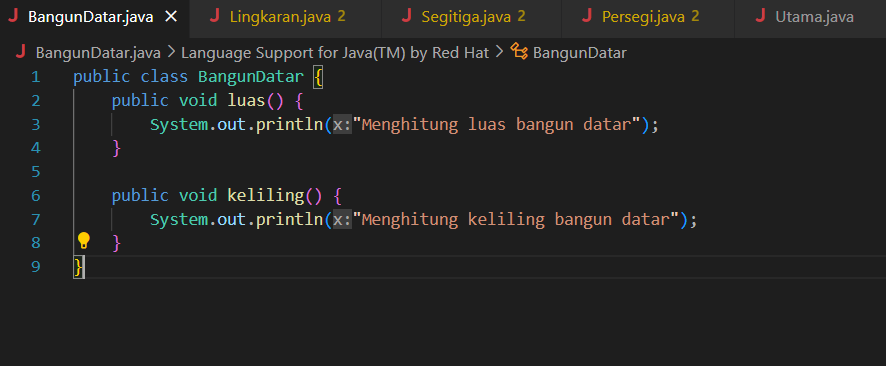 J BangunDatar.java × J Lingkaran.java 2 J Segitiga.java 2 J Persegi.java 2 J Utama.java
J BangunDatar.java > Language Support for Java(TM) by Red Hat > BangunDatar
1 public class BangunDatar {
2 public void luas() {
3 System.out.println(x:"Menghitung luas bangun datar");
4 }
5
6 public void keliling() {
7 System.out.println(x:"Menghitung keliling bangun datar");
8 }
9 }